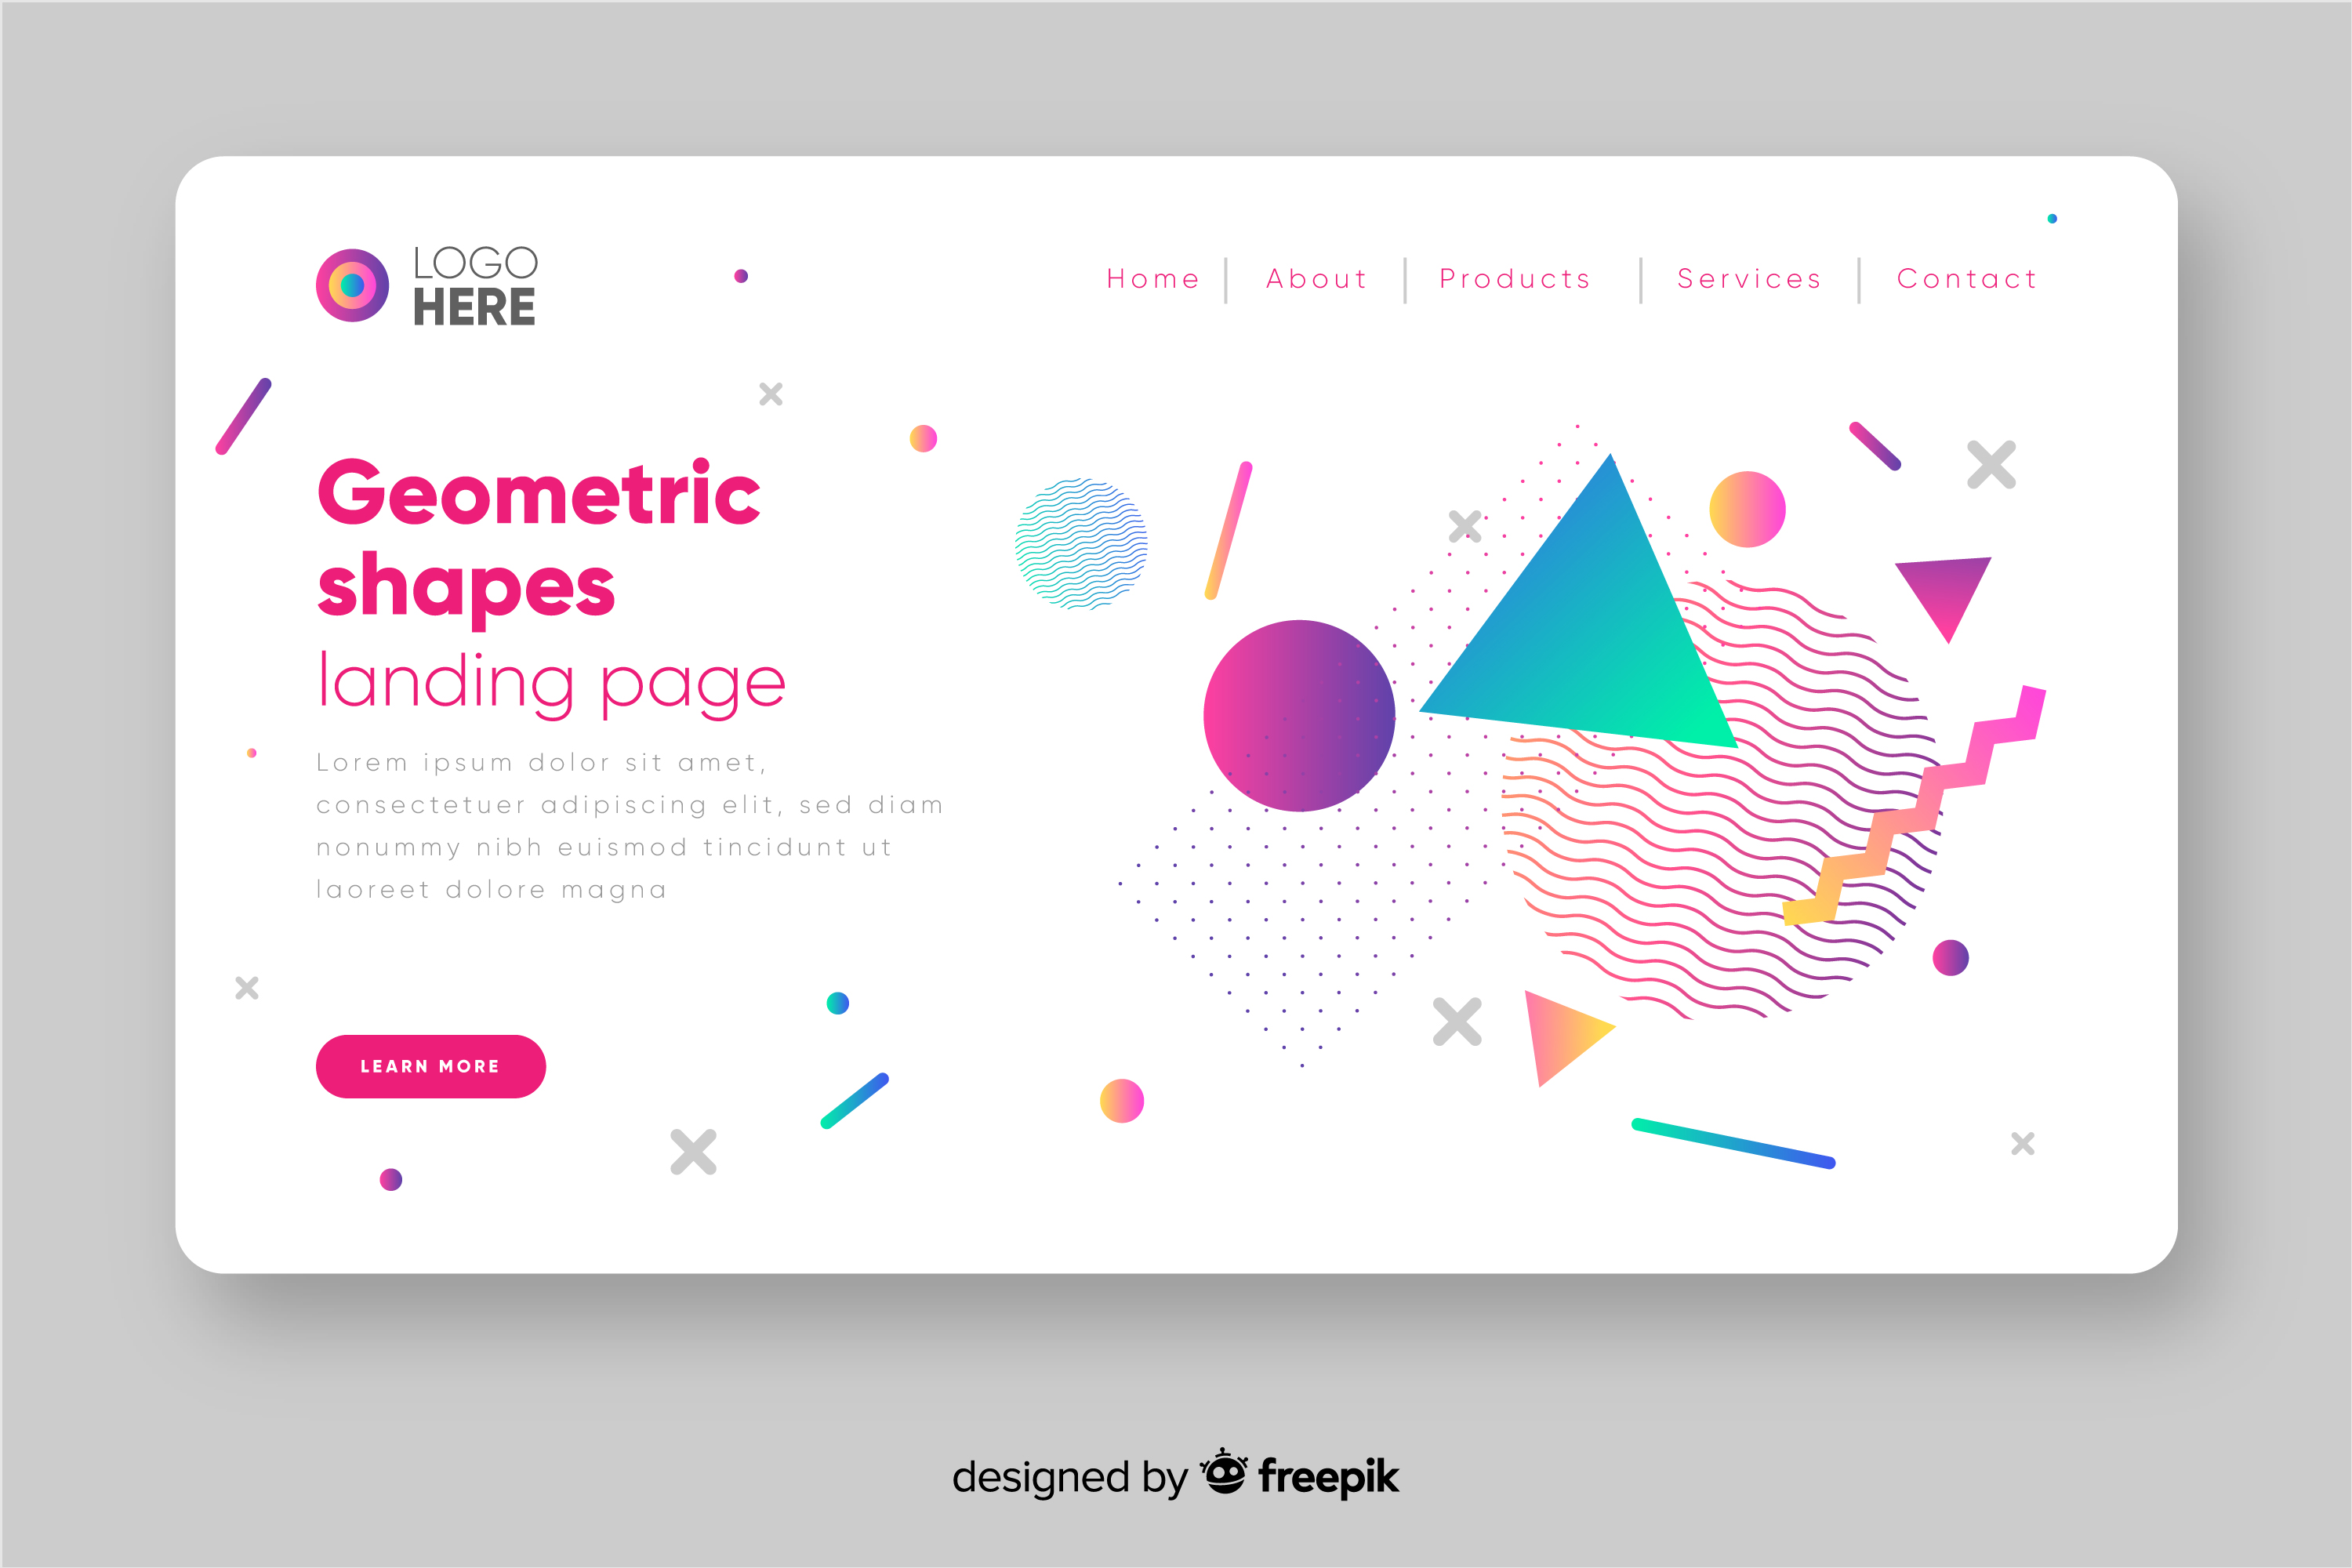 LOGO
HERE
Home About Products Services Contact
Geometric
shapes
landing page
Lorem ipsum dolor sit amet,
consectetuer adipiscing elit, sed diam
nonummy nibh euismod tincidunt ut
laoreet dolore magna
LEARN MORE
designed by freepik